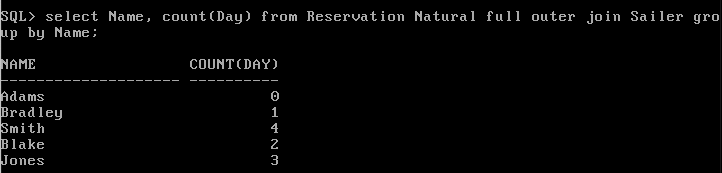 SQL> select Name, count(Day) from Reservation Natural full outer join Sailer gro
up by Name;
NAME                 COUNT(DAY)
-------------------- ----------
Adams                         0
Bradley                       1
Smith                         4
Blake                         2
Jones                         3